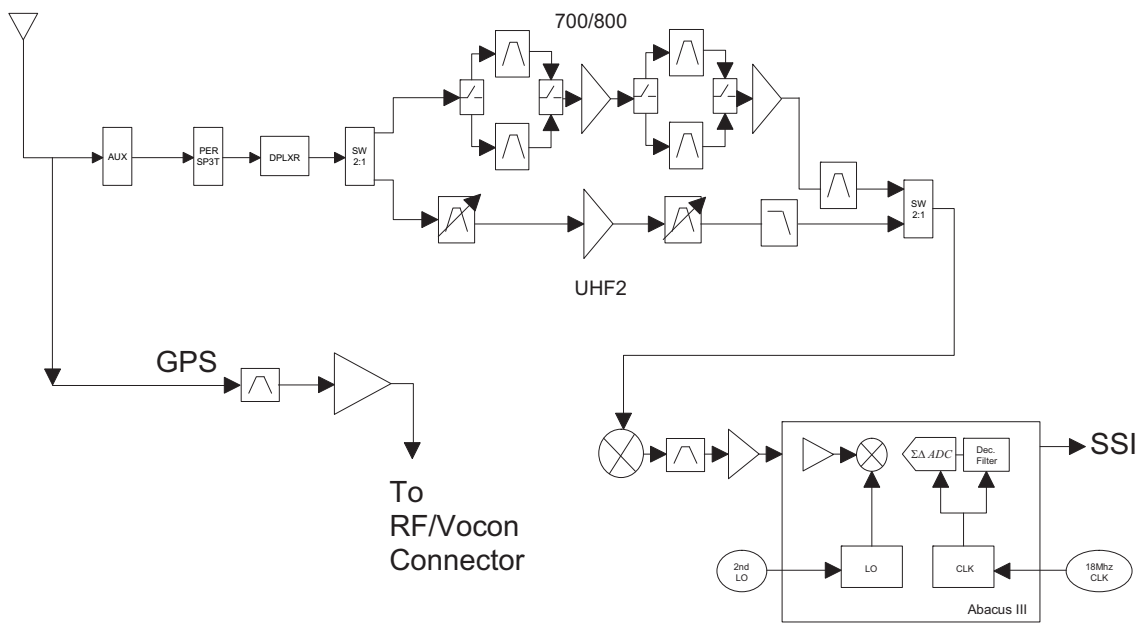 700/800
AUX
PER
SP3T
DPLXR
SW
2:1
SW
2:1
UHF2
GPS
To
RF/Vocon
Connector
ΣΔ ADC
Dec.
Filter
SSI
2nd
LO
LO
CLK
18Mhz
CLK
Abacus III